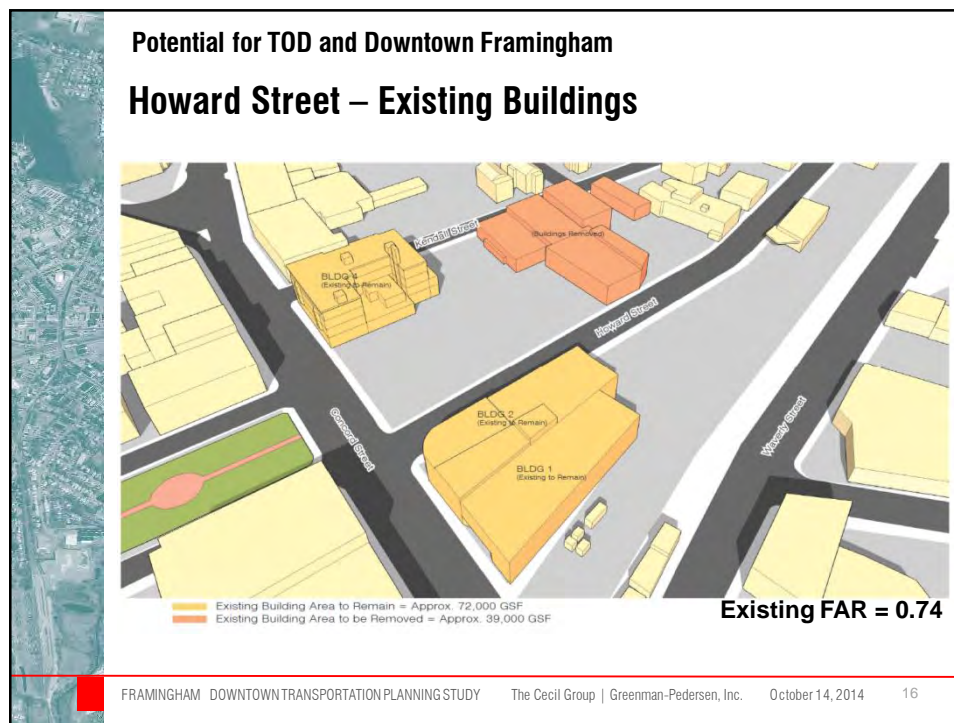 Potential for TOD and Downtown Framingham
Howard Street – Existing Buildings
Kendall Street
(Buildings Removed)
BLDG 4
(Existing to Remain)
Howard Street
BLDG 2
(Existing to Remain)
Concord Street
Waverly Street
BLDG 1
(Existing to Remain)
Existing Building Area to Remain = Approx. 72,000 GSF
Existing Building Area to be Removed = Approx. 39,000 GSF
Existing FAR = 0.74
FRAMINGHAM DOWNTOWN TRANSPORTATION PLANNING STUDY The Cecil Group | Greenman-Pedersen, Inc. October 14, 2014 16